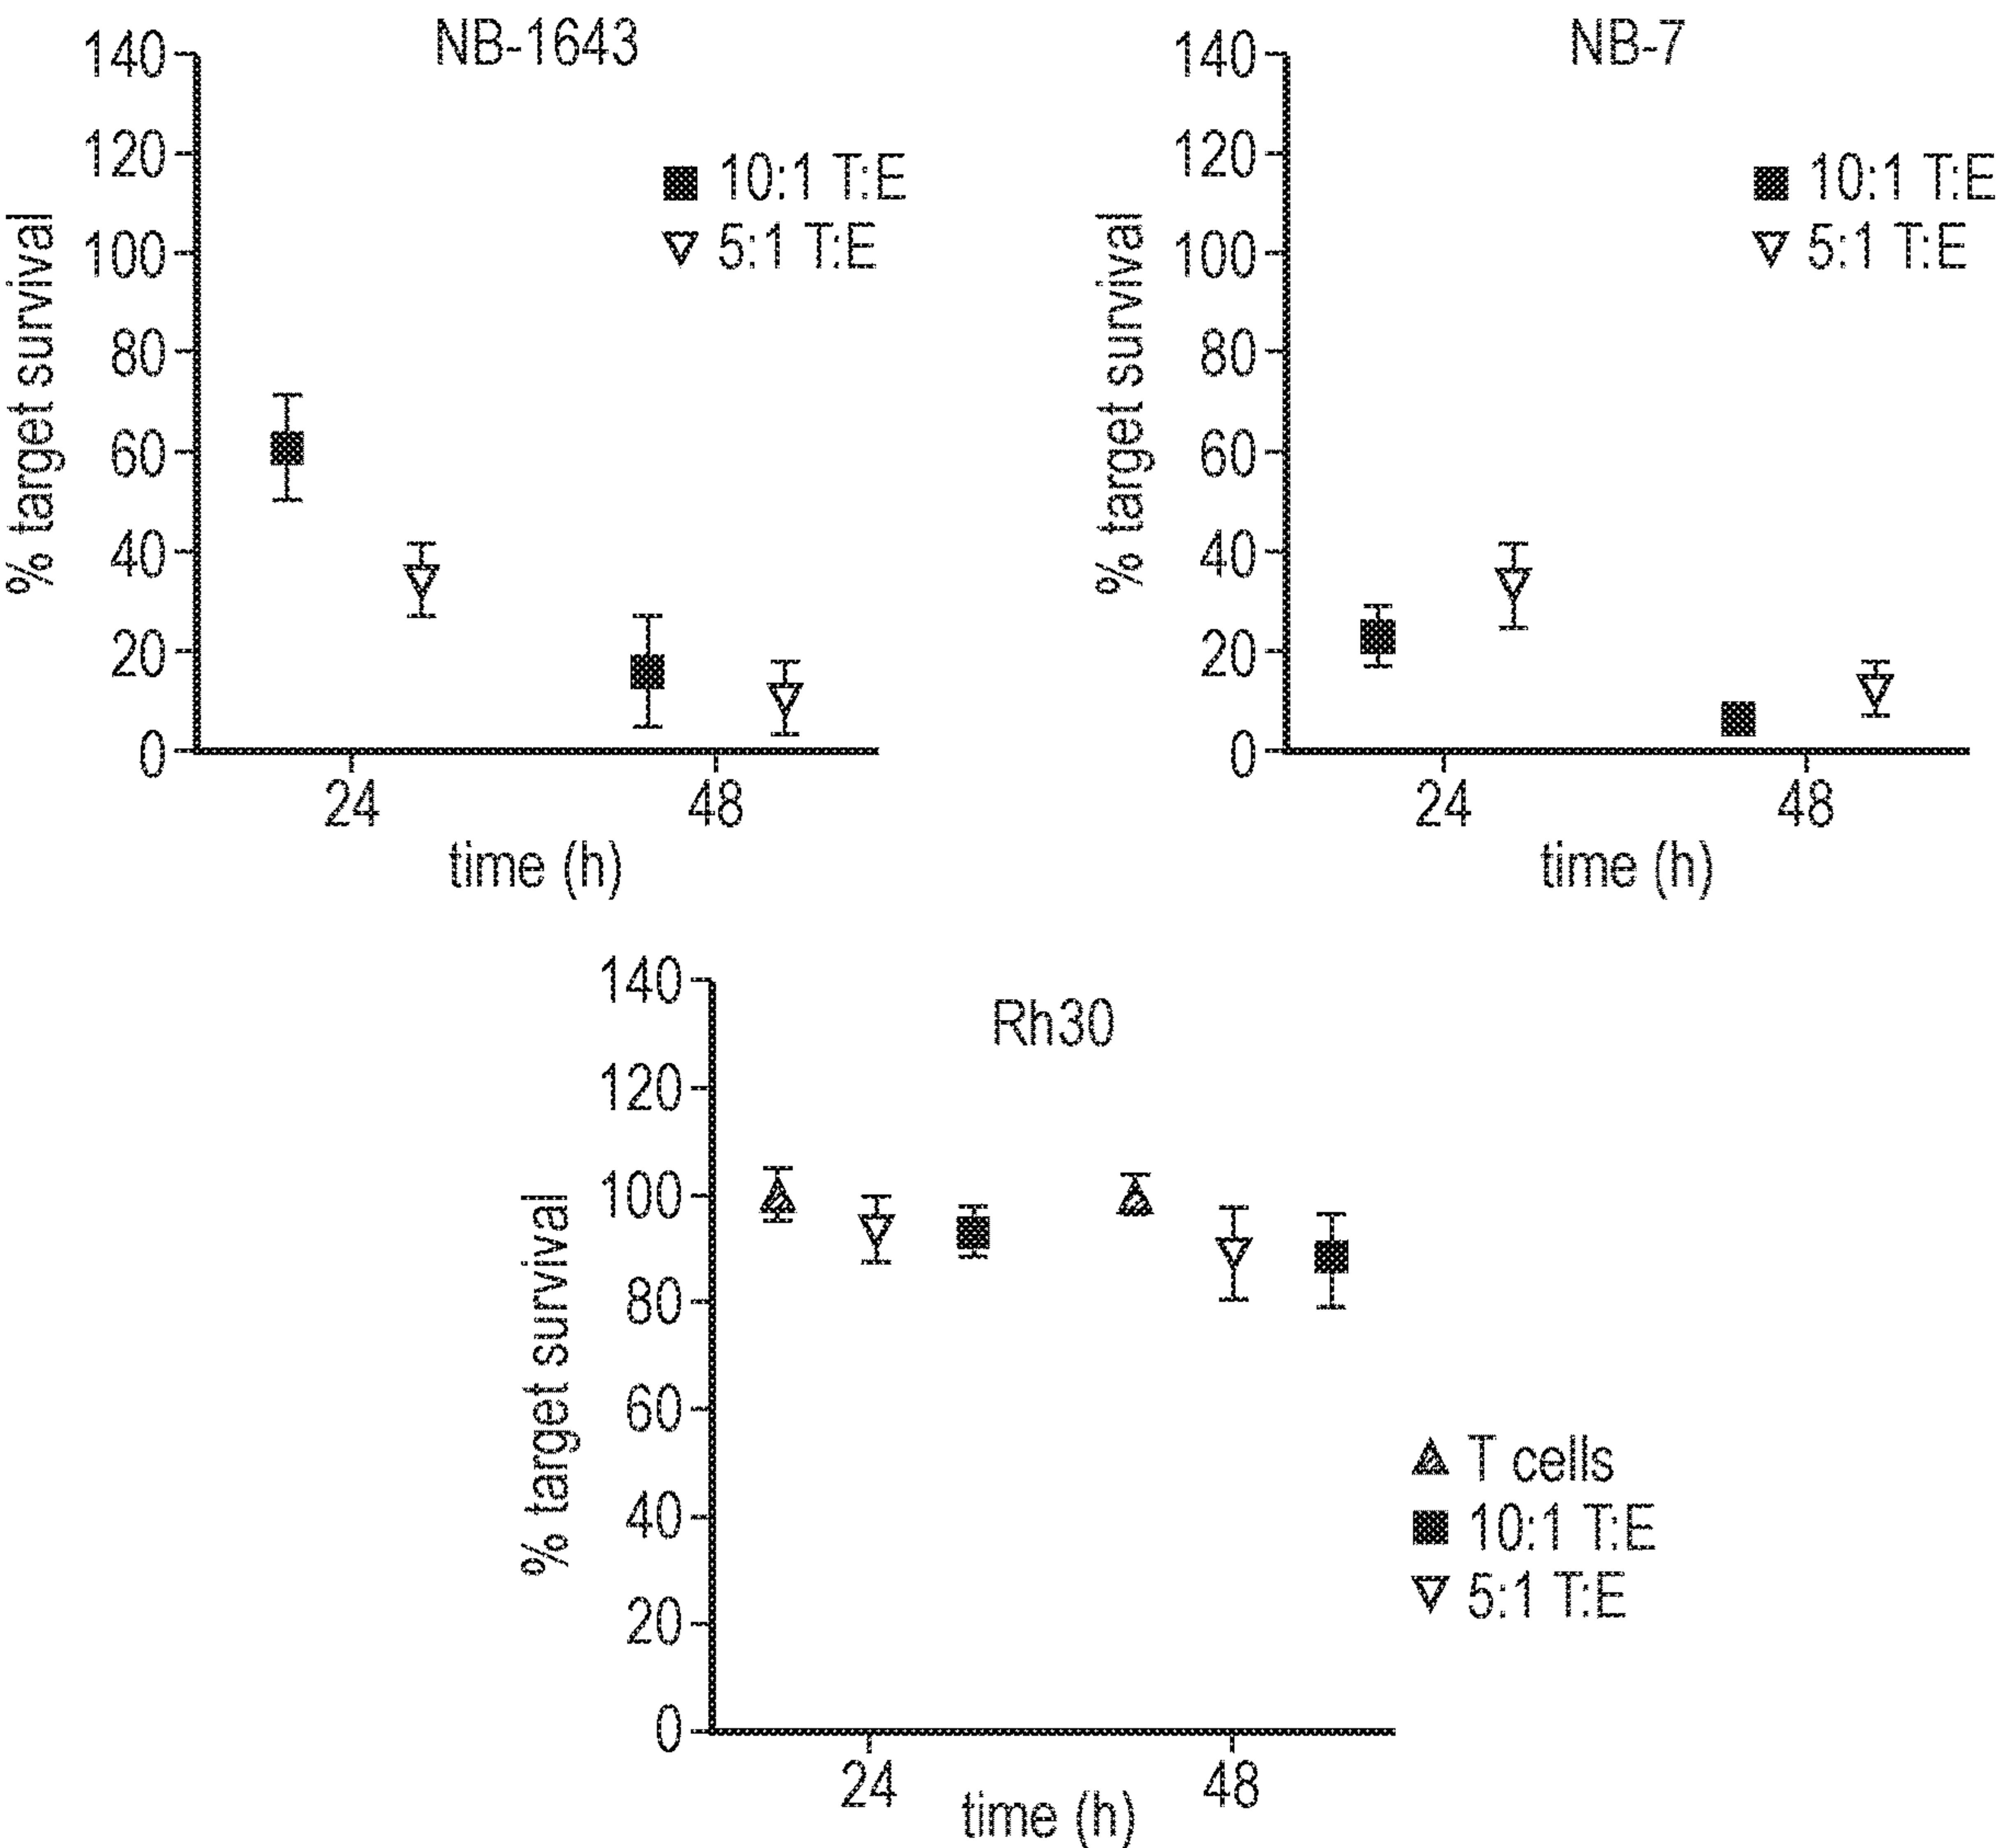 NB-1643
140
120
100
80
60
40
20
0
% target survival
10:1 T:E
5:1 T:E
24
48
time (h)
NB-7
140
120
100
80
60
40
20
0
% target survival
10:1 T:E
5:1 T:E
24
48
time (h)
Rh30
140
120
100
80
60
40
20
0
% target survival
T cells
10:1 T:E
5:1 T:E
24
48
time (h)